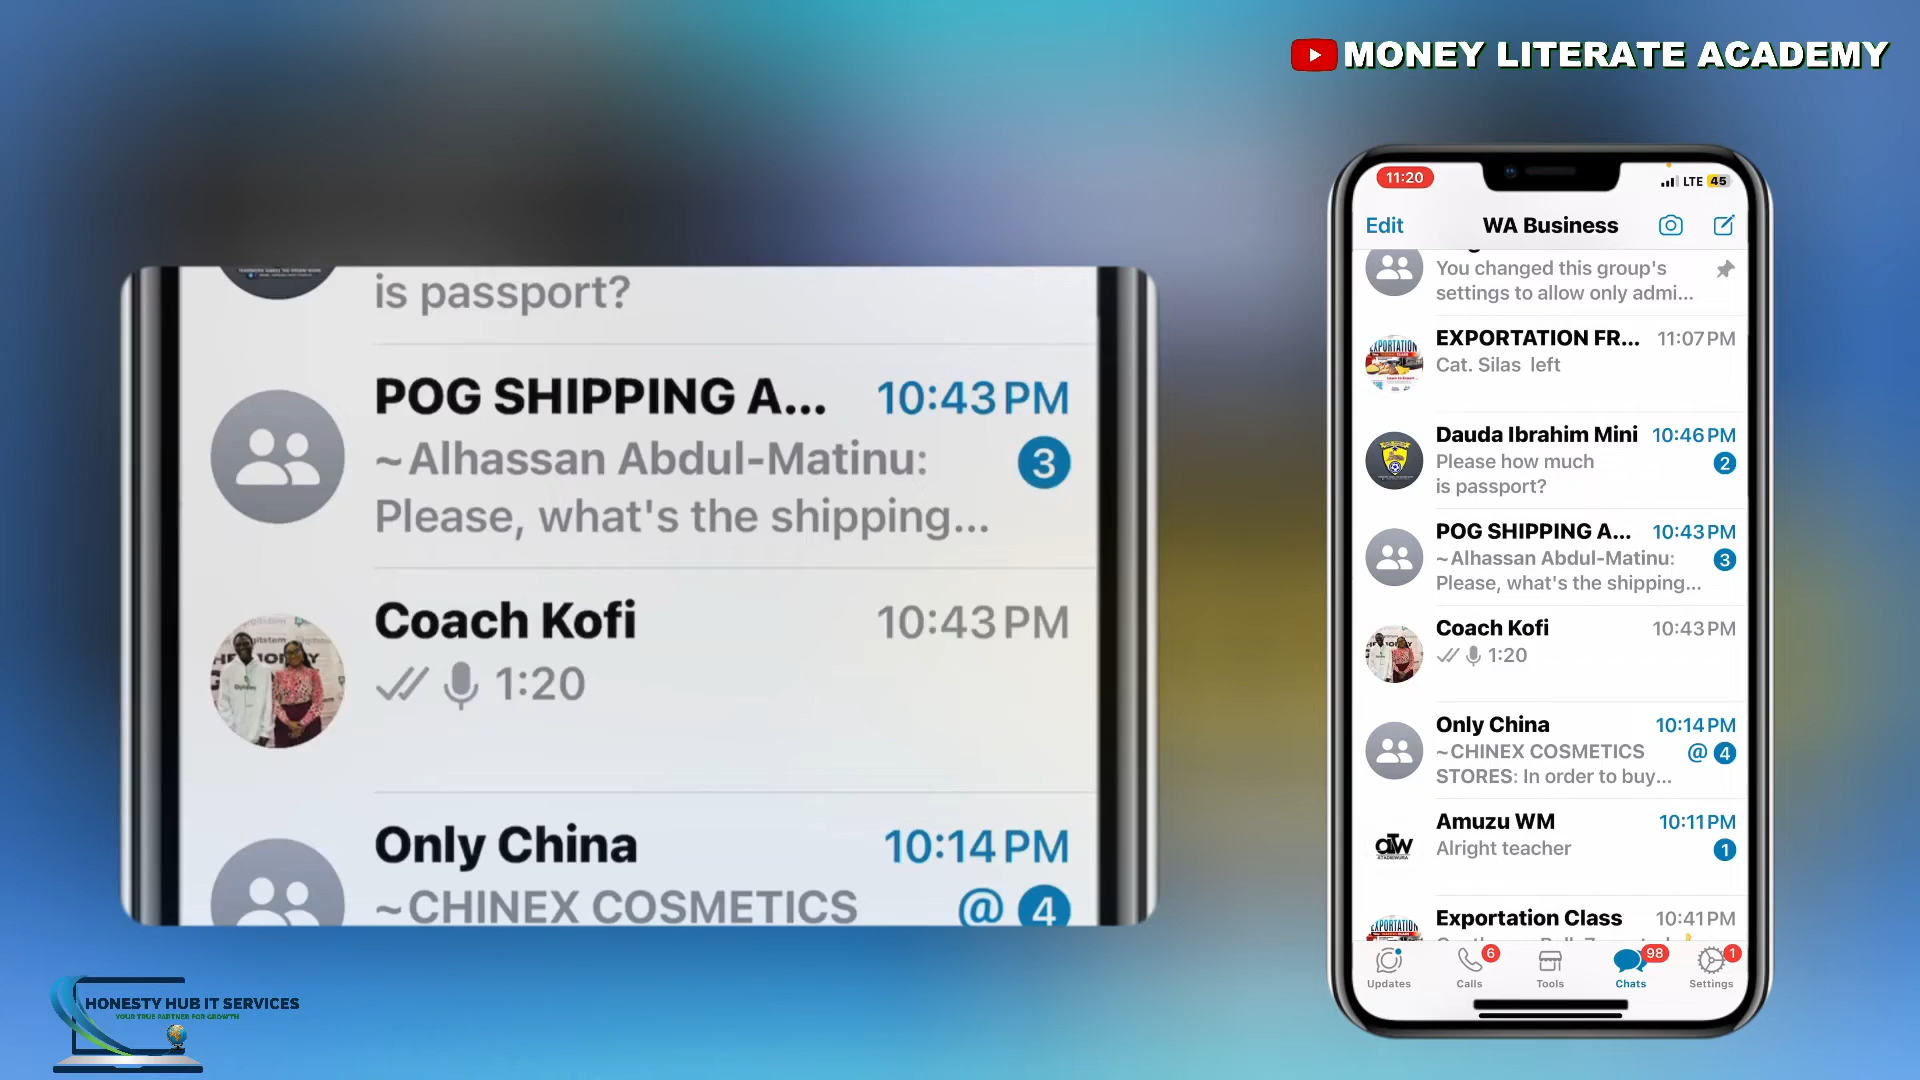 MONEY LITERATE ACADEMY
is passport?
POG SHIPPING A... 10:43 PM
~Alhassan Abdul-Matinu: 3
Please, what's the shipping...
Coach Kofi 10:43 PM
1:20
Only China 10:14 PM
~CHINEX COSMETICS @ 4
HONESTY HUB IT SERVICES
YOUR TRUE PARTNER FOR GROWTH
11:20 LTE 45
Edit WA Business
You changed this group's
settings to allow only admi...
EXPORTATION FR... 11:07 PM
Cat. Silas left
EXPORTATION
Dauda Ibrahim Mini 10:46 PM
Please how much 2
is passport?
POG SHIPPING A... 10:43 PM
~Alhassan Abdul-Matinu: 3
Please, what's the shipping...
Coach Kofi 10:43 PM
1:20
Only China 10:14 PM
~CHINEX COSMETICS @ 4
STORES: In order to buy...
Amuzu WM 10:11 PM
Alright teacher 1
Exportation Class 10:41 PM
6 98 1
Updates Calls Tools Chats Settings